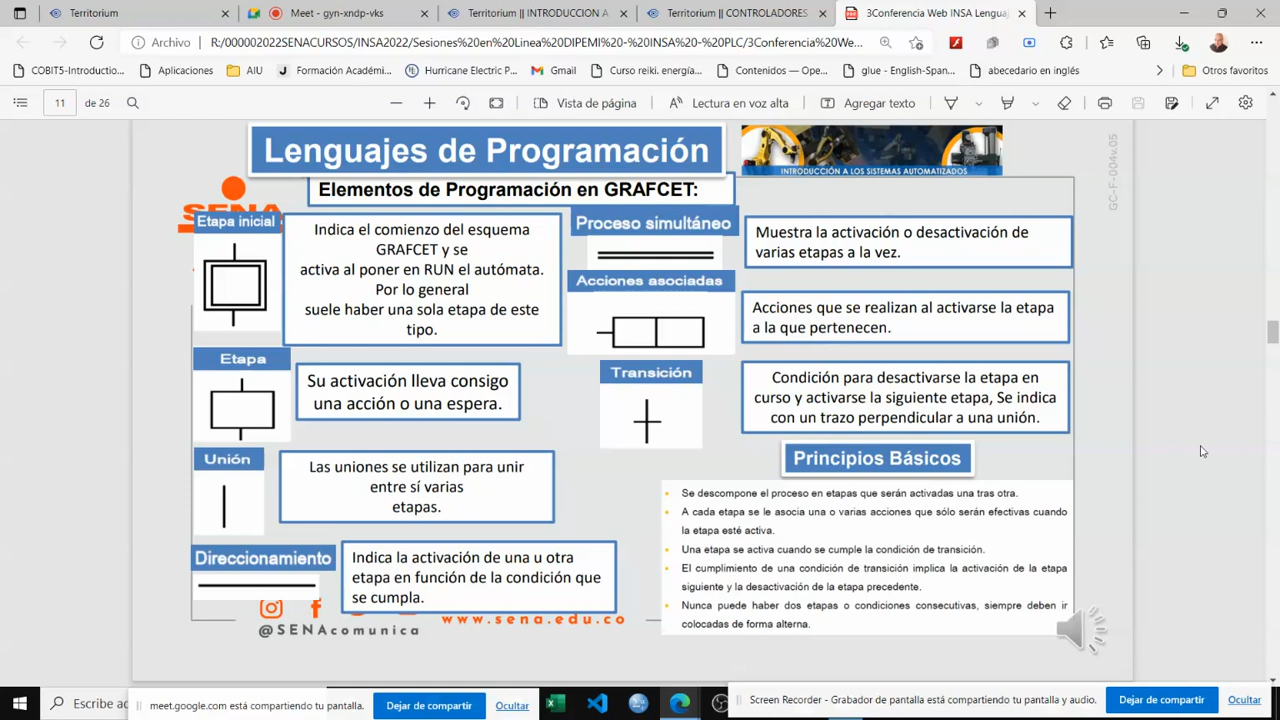 Territorium
Meet - gyn-xndp-vks
Territorium || INTRODUCCION A
Territorium || CONTROLADORES
3Conferencia Web INSA Lenguaj
Archivo
R:/000002022SENACURSOS/INSA2022/Sesiones%20en%20Linea%20DIPEMI%20-%20INSA%20-%20PLC/3Conferencia%20We...
COBIT5-Introductio...
Aplicaciones
AIU
Formación Académi...
Hurricane Electric P...
Gmail
Curso reiki. energía...
Contenidos — Ope...
glue - English-Span...
abecedario en inglés
Otros favoritos
11
de 26
Vista de página
Lectura en voz alta
Agregar texto
Lenguajes de Programación
INTRODUCCIÓN A LOS SISTEMAS AUTOMATIZADOS
GC-F-004v.05
Elementos de Programación en GRAFCET:
SENA
Etapa inicial
Indica el comienzo del esquema
GRAFCET y se
activa al poner en RUN el autómata.
Por lo general
suele haber una sola etapa de este
tipo.
Etapa
Su activación lleva consigo
una acción o una espera.
Unión
Las uniones se utilizan para unir
entre sí varias
etapas.
Direccionamiento
Indica la activación de una u otra
etapa en función de la condición que
se cumpla.
Proceso simultáneo
Muestra la activación o desactivación de
varias etapas a la vez.
Acciones asociadas
Acciones que se realizan al activarse la etapa
a la que pertenecen.
Transición
Condición para desactivarse la etapa en
curso y activarse la siguiente etapa, Se indica
con un trazo perpendicular a una unión.
Principios Básicos
Se descompone el proceso en etapas que serán activadas una tras otra.
A cada etapa se le asocia una o varias acciones que sólo serán efectivas cuando
la etapa esté activa.
Una etapa se activa cuando se cumple la condición de transición.
El cumplimiento de una condición de transición implica la activación de la etapa
siguiente y la desactivación de la etapa precedente.
Nunca puede haber dos etapas o condiciones consecutivas, siempre deben ir
colocadas de forma alterna.
@SENAcomunica
www.sena.edu.co
Escribe aq
meet.google.com está compartiendo tu pantalla.
Dejar de compartir
Ocultar
Screen Recorder - Grabador de pantalla está compartiendo tu pantalla y audio.
Dejar de compartir
Ocultar